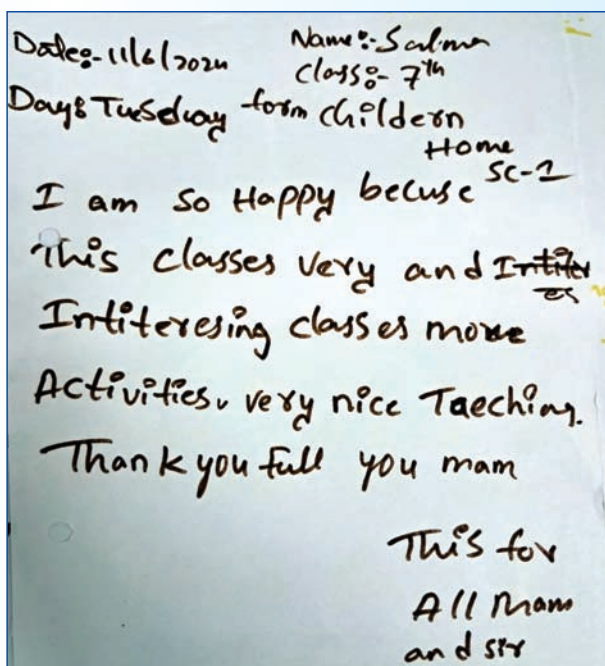 Date:- 11/6/2024
Name:- Salma
Class:- 7th
Day: Tuesday form childern
Home
SC-1
I am so Happy becuse
This classes very and Intiter
es
Intiteresing classes more
Activities, very nice Taeching.
Thank you full you mam
This for
All mam
and sir